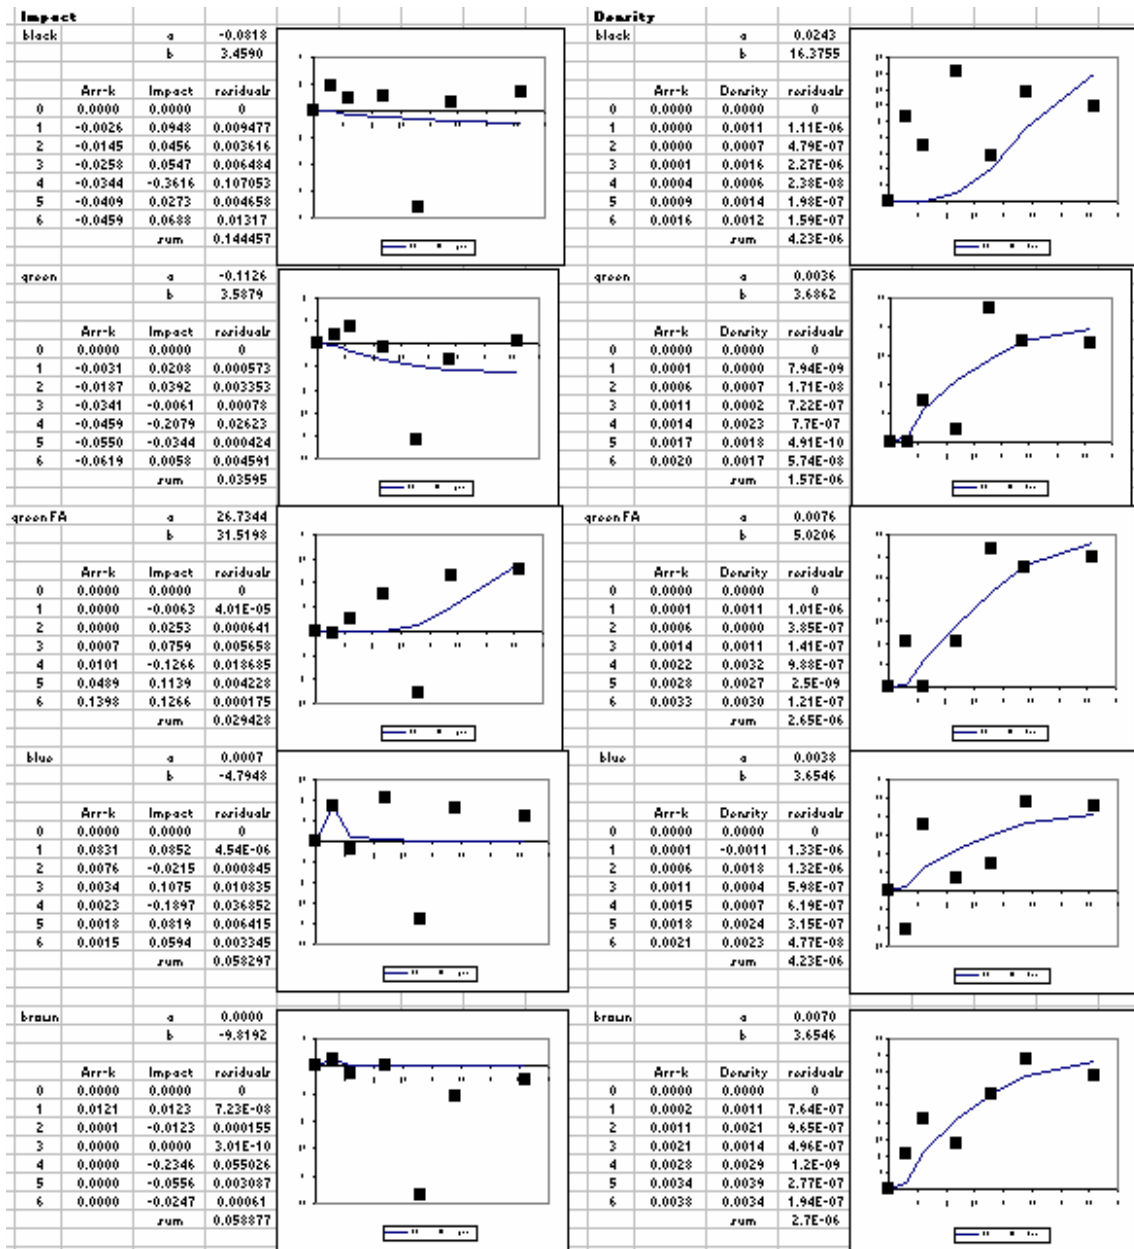 Impact Density
black a -0.0818 black a 0.0243
b 3.4590 b 16.3755
Arr-k Impact residuals Arr-k Density residuals
0 0.0000 0.0000 0 0 0.0000 0.0000 0
1 -0.0026 0.0948 0.009477 1 0.0000 0.0011 1.11E-06
2 -0.0145 0.0456 0.003616 2 0.0000 0.0007 4.79E-07
3 -0.0258 0.0547 0.006484 3 0.0001 0.0016 2.27E-06
4 -0.0344 -0.3616 0.107053 4 0.0004 0.0006 2.38E-08
5 -0.0409 0.0273 0.004658 5 0.0009 0.0014 1.98E-07
6 -0.0459 0.0688 0.01317 6 0.0016 0.0012 1.59E-07
sum 0.144457 sum 4.23E-06
green a -0.1126 green a 0.0036
b 3.5879 b 3.6862
Arr-k Impact residuals Arr-k Density residuals
0 0.0000 0.0000 0 0 0.0000 0.0000 0
1 -0.0031 0.0208 0.000573 1 0.0001 0.0000 7.94E-09
2 -0.0187 0.0392 0.003353 2 0.0006 0.0007 1.71E-08
3 -0.0341 -0.0061 0.00078 3 0.0011 0.0002 7.22E-07
4 -0.0459 -0.2079 0.02623 4 0.0014 0.0023 7.7E-07
5 -0.0550 -0.0344 0.000424 5 0.0017 0.0018 4.91E-10
6 -0.0619 0.0058 0.004591 6 0.0020 0.0017 5.74E-08
sum 0.03595 sum 1.57E-06
green FA a 26.7344 green FA a 0.0076
b 31.5198 b 5.0206
Arr-k Impact residuals Arr-k Density residuals
0 0.0000 0.0000 0 0 0.0000 0.0000 0
1 0.0000 -0.0063 4.01E-05 1 0.0001 0.0011 1.01E-06
2 0.0000 0.0253 0.000641 2 0.0006 0.0000 3.85E-07
3 0.0007 0.0759 0.005658 3 0.0014 0.0011 1.41E-07
4 0.0101 -0.1266 0.018685 4 0.0022 0.0032 9.88E-07
5 0.0489 0.1139 0.004228 5 0.0028 0.0027 2.5E-09
6 0.1398 0.1266 0.000175 6 0.0033 0.0030 1.21E-07
sum 0.029428 sum 2.65E-06
blue a 0.0007 blue a 0.0038
b -4.7948 b 3.6546
Arr-k Impact residuals Arr-k Density residuals
0 0.0000 0.0000 0 0 0.0000 0.0000 0
1 0.0831 0.0852 4.54E-06 1 0.0001 -0.0011 1.33E-06
2 0.0076 -0.0215 0.000845 2 0.0006 0.0018 1.32E-06
3 0.0034 0.1075 0.010835 3 0.0011 0.0004 5.98E-07
4 0.0023 -0.1897 0.036852 4 0.0015 0.0007 6.19E-07
5 0.0018 0.0819 0.006415 5 0.0018 0.0024 3.15E-07
6 0.0015 0.0594 0.003345 6 0.0021 0.0023 4.77E-08
sum 0.058297 sum 4.23E-06
brown a 0.0000 brown a 0.0070
b -9.8192 b 3.6546
Arr-k Impact residuals Arr-k Density residuals
0 0.0000 0.0000 0 0 0.0000 0.0000 0
1 0.0121 0.0123 7.23E-08 1 0.0002 0.0011 7.64E-07
2 0.0001 -0.0123 0.000155 2 0.0011 0.0021 9.65E-07
3 0.0000 0.0000 3.01E-10 3 0.0021 0.0014 4.96E-07
4 0.0000 -0.2346 0.055026 4 0.0028 0.0029 1.2E-09
5 0.0000 -0.0556 0.003087 5 0.0034 0.0039 2.77E-07
6 0.0000 -0.0247 0.00061 6 0.0038 0.0034 1.94E-07
sum 0.058877 sum 2.7E-06